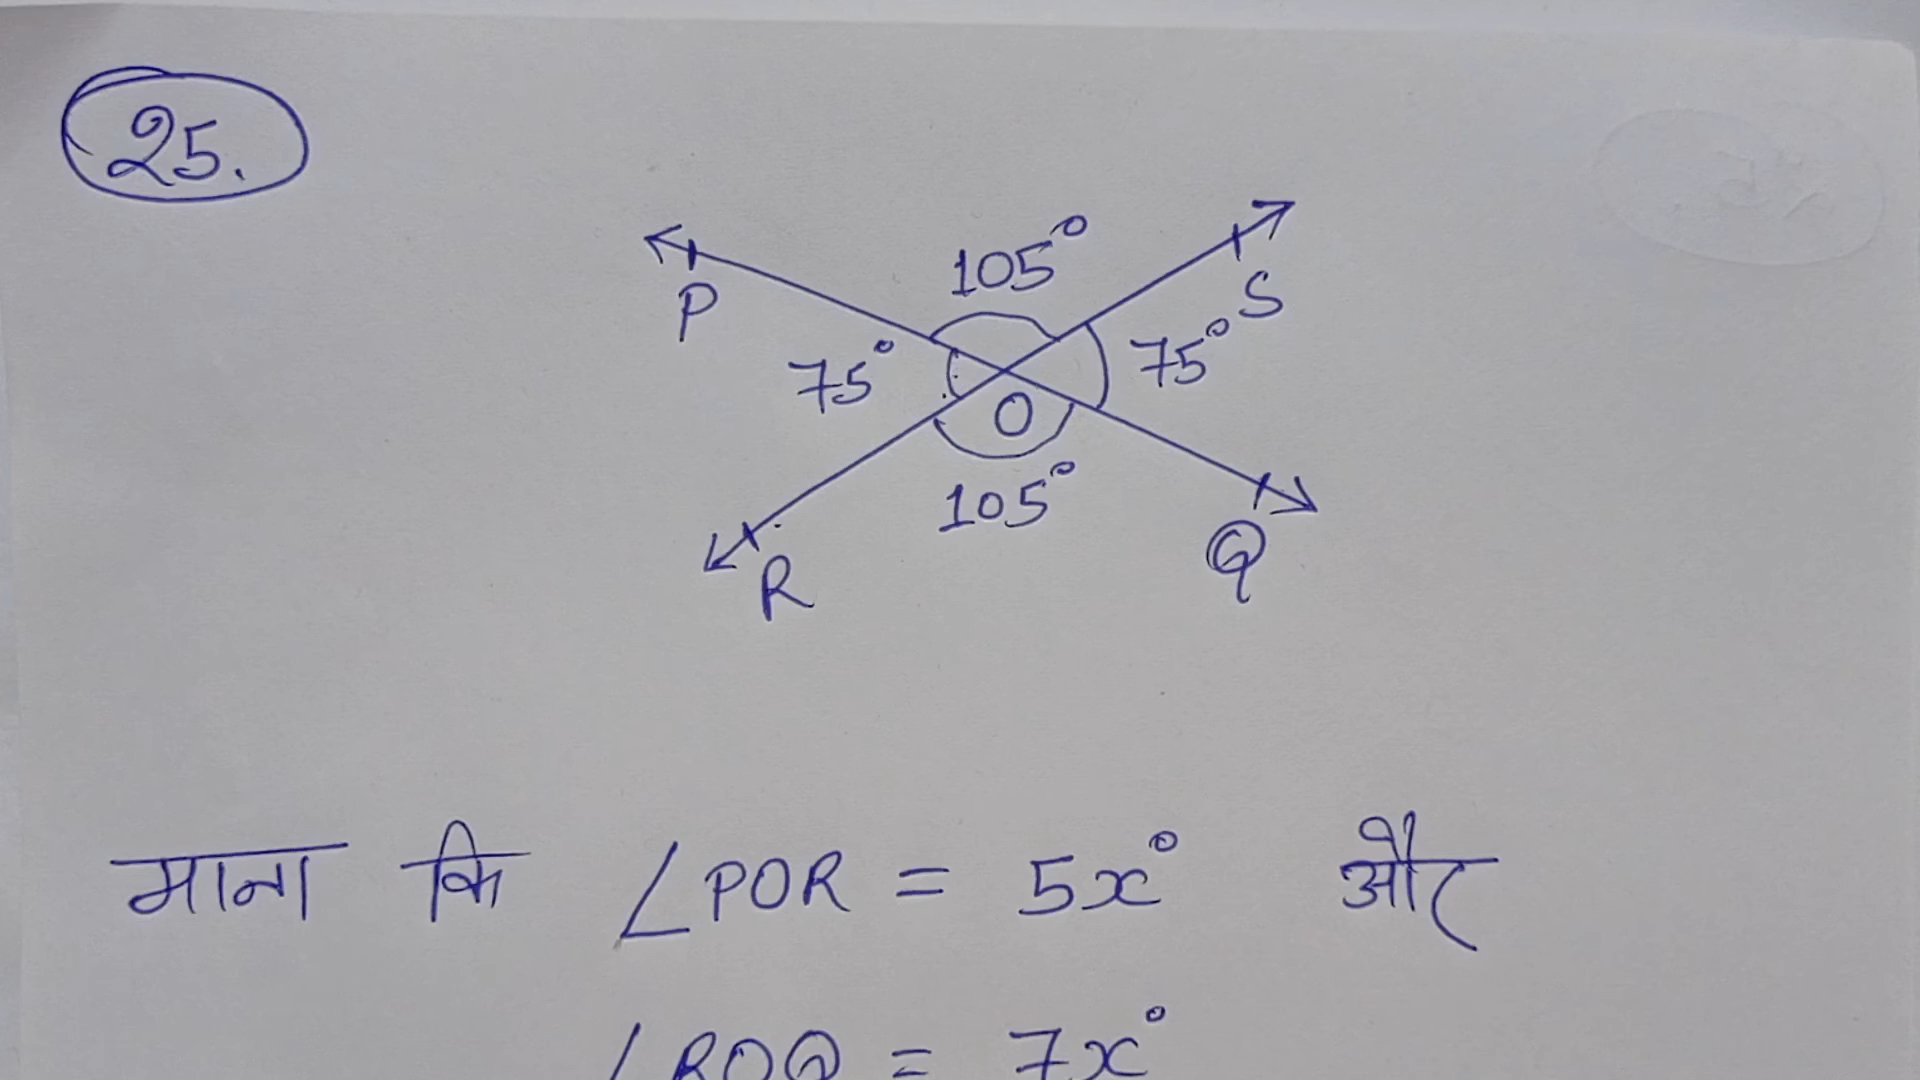 25.
105°
P
S
75°
75°
O
105°
R
Q
माना कि ∠POR = 5x° और
∠ROQ = 7x°